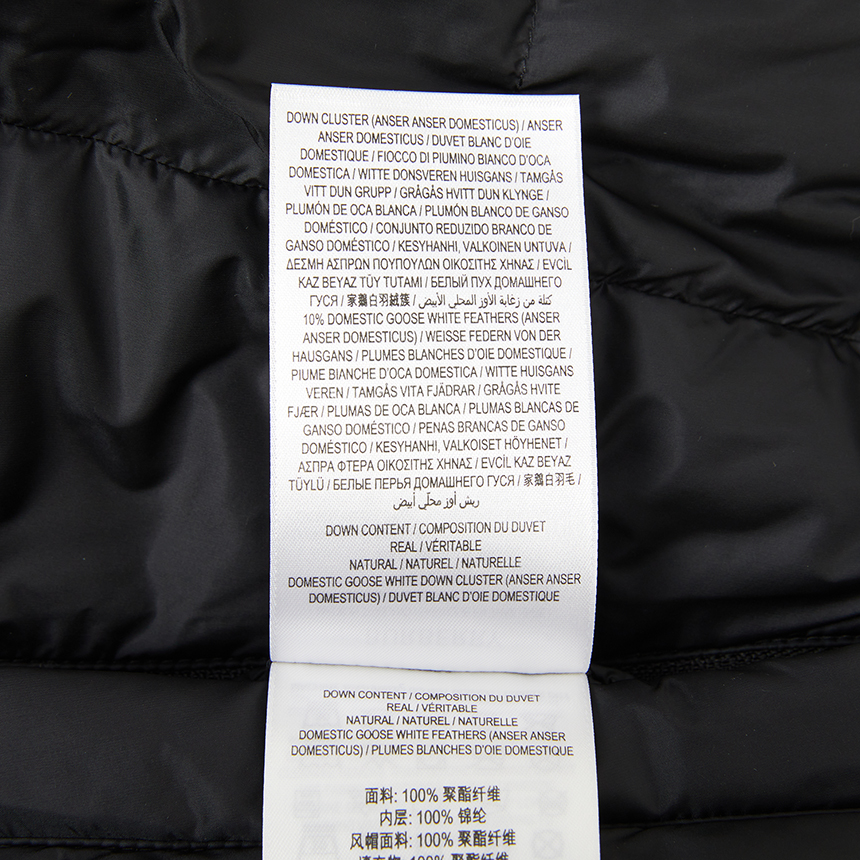 DOWN CLUSTER (ANSER ANSER DOMESTICUS) / ANSER
ANSER DOMESTICUS / DUVET BLANC D'OIE
DOMESTIQUE / FIOCCO DI PIUMINO BIANCO D'OCA
DOMESTICA / WITTE DONSVEREN HUISGANS / TAMGÅS
VITT DUN GRUPP / GRÅGÅS HVITT DUN KLYNGE /
PLUMÓN DE OCA BLANCA / PLUMÓN BLANCO DE GANSO
DOMÉSTICO / CONJUNTO REDUZIDO BRANCO DE
GANSO DOMÉSTICO / KESYHANHI, VALKOINEN UNTUVA /
ΔΕΣΜΗ ΑΣΠΡΩΝ ΠΟΥΠΟΥΛΩΝ ΟΙΚΟΣΙΤΗΣ ΧΗΝΑΣ / EVCİL
KAZ BEYAZ TÜY TUTAMI / БЕЛЫЙ ПУХ ДОМАШНЕГО
ГУСЯ / 家鵝白羽絨簇 / كتلة من زغابة الأوز المحلي الأبيض /
10% DOMESTIC GOOSE WHITE FEATHERS (ANSER
ANSER DOMESTICUS) / WEISSE FEDERN VON DER
HAUSGANS / PLUMES BLANCHES D'OIE DOMESTIQUE /
PIUME BIANCHE D'OCA DOMESTICA / WITTE HUISGANS
VEREN / TAMGÅS VITA FJÄDRAR / GRÅGÅS HVITE
FJÆR / PLUMAS DE OCA BLANCA / PLUMAS BLANCAS DE
GANSO DOMÉSTICO / PENAS BRANCAS DE GANSO
DOMÉSTICO / KESYHANHI, VALKOISET HÖYHENET /
ΑΣΠΡΑ ΦΤΕΡΑ ΟΙΚΟΣΙΤΗΣ ΧΗΝΑΣ / EVCİL KAZ BEYAZ
TÜYLÜ / БЕЛЫЕ ПЕРЬЯ ДОМАШНЕГО ГУСЯ / 家鵝白羽毛 /
ريش أوز محلّي أبيض
DOWN CONTENT / COMPOSITION DU DUVET
REAL / VÉRITABLE
NATURAL / NATUREL / NATURELLE
DOMESTIC GOOSE WHITE DOWN CLUSTER (ANSER ANSER
DOMESTICUS) / DUVET BLANC D'OIE DOMESTIQUE
DOWN CONTENT / COMPOSITION DU DUVET
REAL / VÉRITABLE
NATURAL / NATUREL / NATURELLE
DOMESTIC GOOSE WHITE FEATHERS (ANSER ANSER
DOMESTICUS) / PLUMES BLANCHES D'OIE DOMESTIQUE
面料: 100% 聚酯纤维
内层: 100% 锦纶
风帽面料: 100% 聚酯纤维
填充物: 100% 聚酯纤维